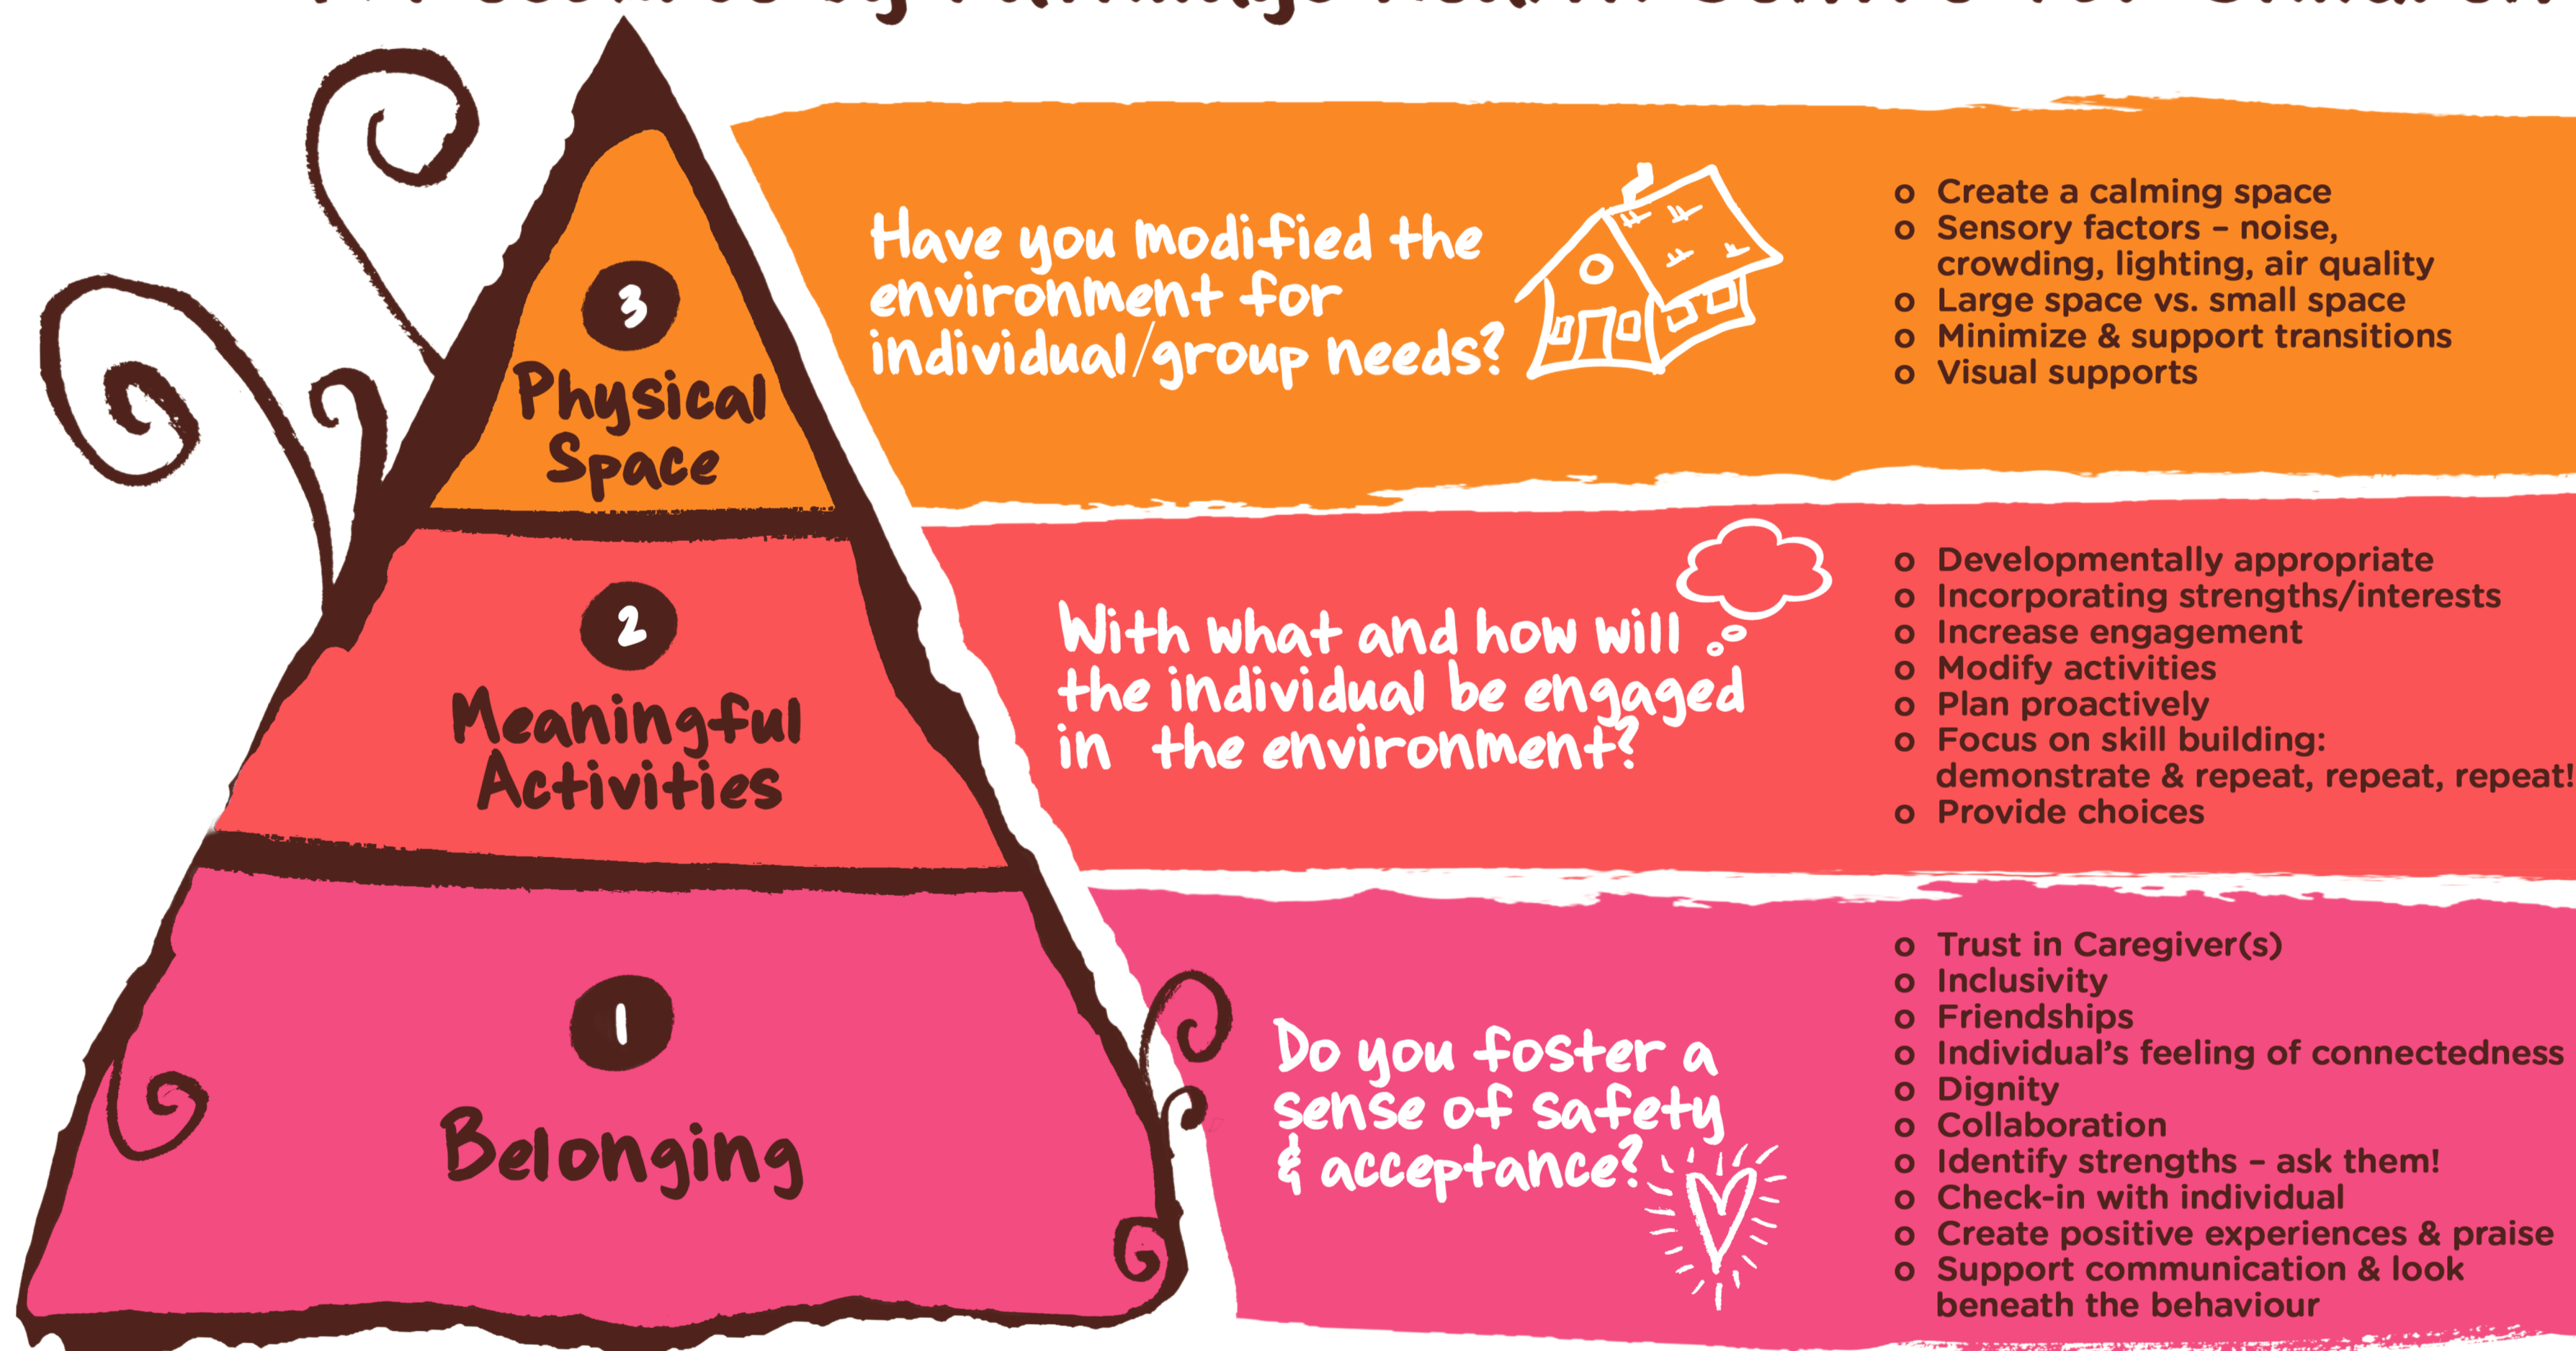 3
Physical
Space
Have you modified the
environment for
individual/group needs?
o Create a calming space
o Sensory factors – noise,
crowding, lighting, air quality
o Large space vs. small space
o Minimize & support transitions
o Visual supports
2
Meaningful
Activities
With what and how will
the individual be engaged
in the environment?
o Developmentally appropriate
o Incorporating strengths/interests
o Increase engagement
o Modify activities
o Plan proactively
o Focus on skill building:
demonstrate & repeat, repeat, repeat!
o Provide choices
1
Belonging
Do you foster a
sense of safety
& acceptance?
o Trust in Caregiver(s)
o Inclusivity
o Friendships
o Individual’s feeling of connectedness
o Dignity
o Collaboration
o Identify strengths – ask them!
o Check-in with individual
o Create positive experiences & praise
o Support communication & look
beneath the behaviour